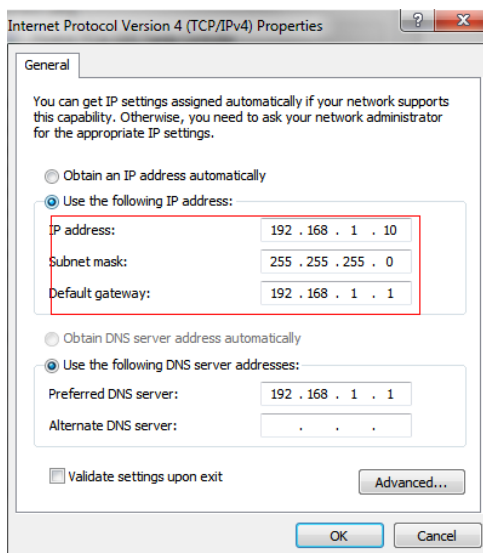 Internet Protocol Version 4 (TCP/IPv4) Properties
?
X
General
You can get IP settings assigned automatically if your network supports
this capability. Otherwise, you need to ask your network administrator
for the appropriate IP settings.
Obtain an IP address automatically
Use the following IP address:
IP address: 192 . 168 . 1 . 10
Subnet mask: 255 . 255 . 255 . 0
Default gateway: 192 . 168 . 1 . 1
Obtain DNS server address automatically
Use the following DNS server addresses:
Preferred DNS server: 192 . 168 . 1 . 1
Alternate DNS server: . . .
Validate settings upon exit
Advanced...
OK Cancel